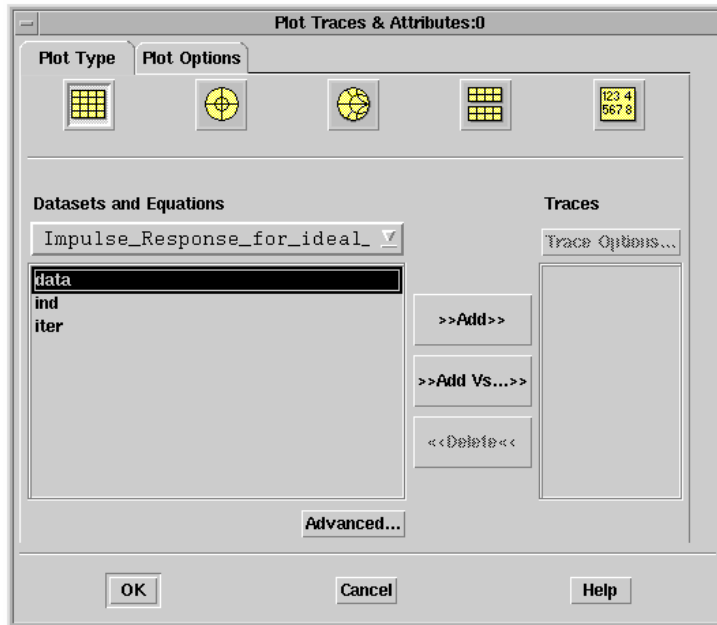 Plot Traces & Attributes:0
Plot Type
Plot Options
123 4
567 8
Datasets and Equations
Traces
Impulse_Response_for_ideal_
Trace Options...
data
ind
iter
>>Add>>
>>Add Vs...>>
<<Delete<<
Advanced...
OK
Cancel
Help